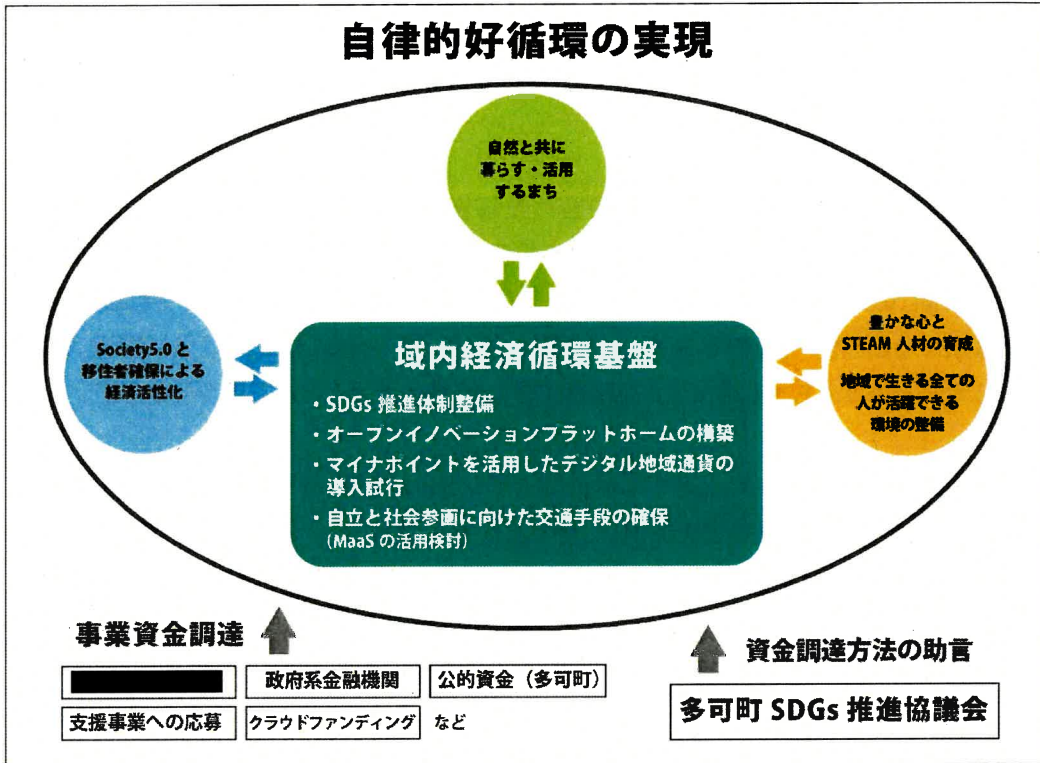 自律的好循環の実現
自然と共に
暮らす・活用
するまち
Society5.0 と
移住者確保による
経済活性化
域内経済循環基盤
・SDGs 推進体制整備
・オープンイノベーションプラットホームの構築
・マイナポイントを活用したデジタル地域通貨の
導入試行
・自立と社会参画に向けた交通手段の確保
(MaaS の活用検討)
豊かな心と
STEAM 人材の育成
地域で生きる全ての
人が活躍できる
環境の整備
事業資金調達
政府系金融機関
公的資金（多可町）
支援事業への応募
クラウドファンディング
など
資金調達方法の助言
多可町 SDGs 推進協議会